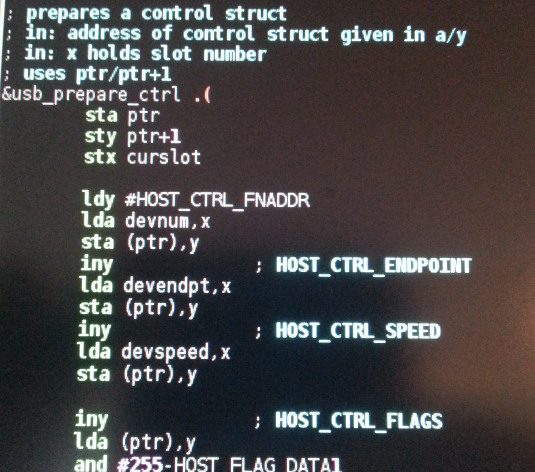 ; prepares a control struct
; in: address of control struct given in a/y
; in: x holds slot number
; uses ptr/ptr+1
&usb_prepare_ctrl .(
sta ptr
sty ptr+1
stx curslot
ldy #HOST_CTRL_FNADDR
lda devnum,x
sta (ptr),y
iny ; HOST_CTRL_ENDPOINT
lda devendpt,x
sta (ptr),y
iny ; HOST_CTRL_SPEED
lda devspeed,x
sta (ptr),y
iny ; HOST_CTRL_FLAGS
lda (ptr),y
and #255-HOST_FLAG_DATA1